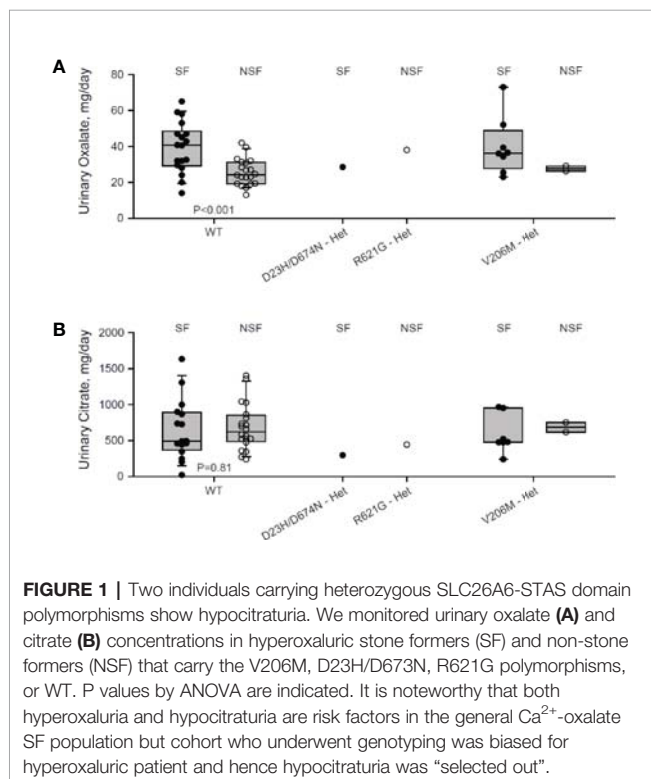 A
SF NSF SF NSF SF NSF
80
60
40
20
0
Urinary Oxalate, mg/day
P<0.001
WT
D23H/D674N - Het
R621G - Het
V206M - Het
B
SF NSF SF NSF SF NSF
2000
1500
1000
500
0
Urinary Citrate, mg/day
P=0.81
WT
D23H/D674N - Het
R621G - Het
V206M - Het
FIGURE 1 | Two individuals carrying heterozygous SLC26A6-STAS domain
polymorphisms show hypocitraturia. We monitored urinary oxalate (A) and
citrate (B) concentrations in hyperoxaluric stone formers (SF) and non-stone
formers (NSF) that carry the V206M, D23H/D673N, R621G polymorphisms,
or WT. P values by ANOVA are indicated. It is noteworthy that both
hyperoxaluria and hypocitraturia are risk factors in the general Ca²⁺-oxalate
SF population but cohort who underwent genotyping was biased for
hyperoxaluric patient and hence hypocitraturia was “selected out”.